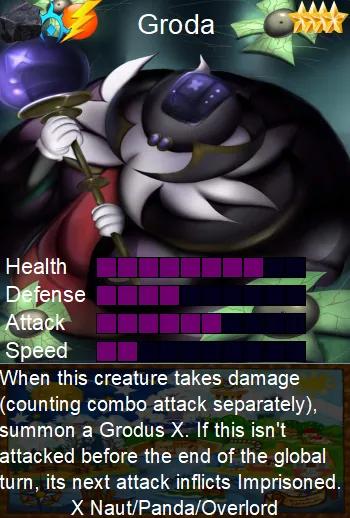 Groda
Health
Defense
Attack
Speed
When this creature takes damage
(counting combo attack separately),
summon a Grodus X. If this isn't
attacked before the end of the global
turn, its next attack inflicts Imprisoned.
X Naut/Panda/Overlord